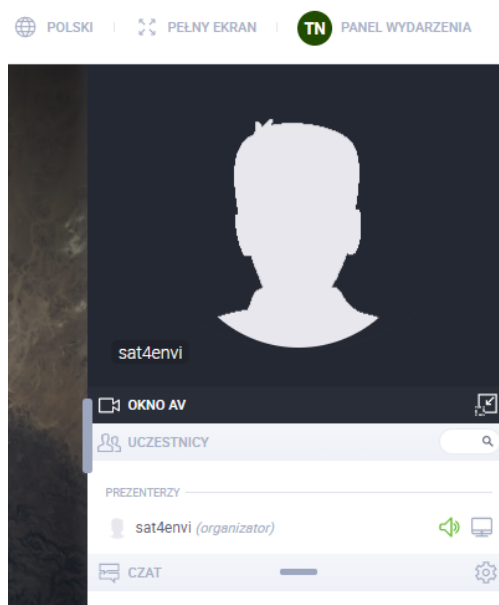 POLSKI PEŁNY EKRAN TN PANEL WYDARZENIA
sat4envi
OKNO AV
UCZESTNICY
PREZENTERZY
sat4envi (organizator)
CZAT